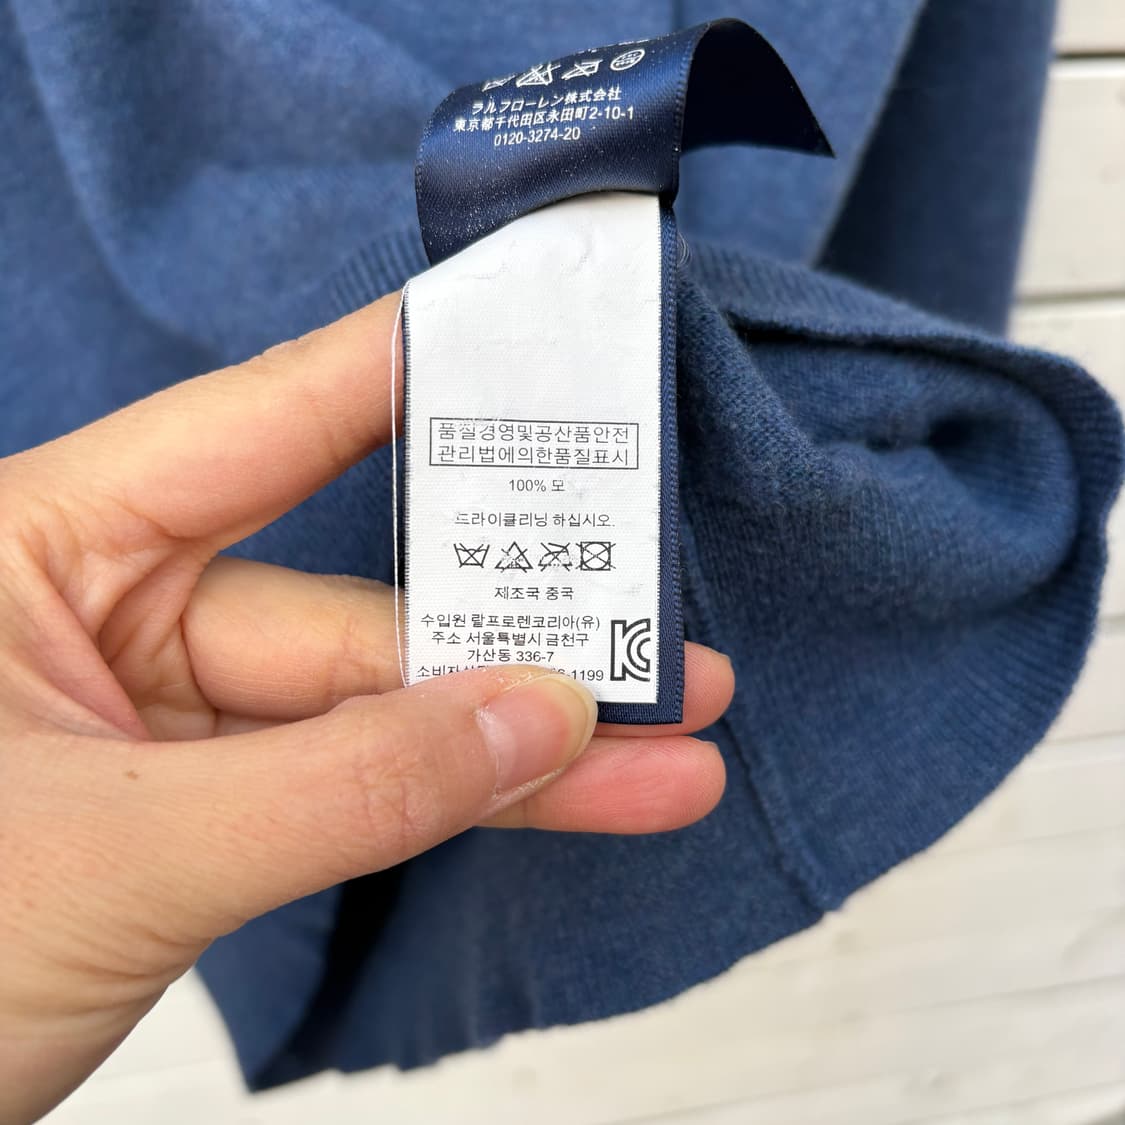 ラルフローレン株式会社
東京都千代田区永田町2-10-1
0120-3274-20
품질경영및공산품안전
관리법에의한품질표시
100% 모
드라이클리닝 하십시오.
제조국 중국
수입원 랄프로렌코리아(유)
주소 서울특별시 금천구
가산동 336-7
-1199